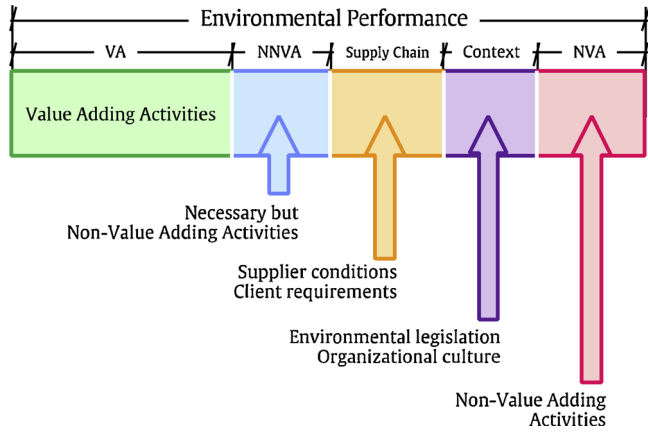 Environmental Performance
VA
NNVA
Supply Chain
Context
NVA
Value Adding Activities
Necessary but
Non-Value Adding Activities
Supplier conditions
Client requirements
Environmental legislation
Organizational culture
Non-Value Adding
Activities